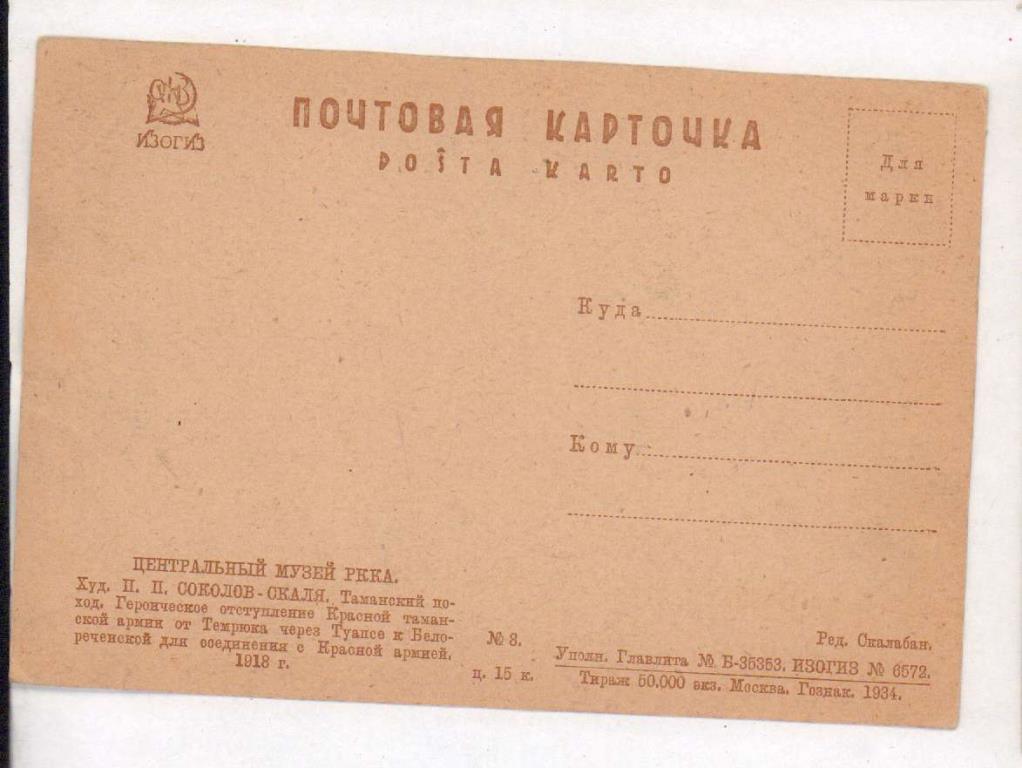 ИЗОГИЗ
ПОЧТОВАЯ КАРТОЧКА
POŜTA KARTO
Для
марки
Куда
Кому
ЦЕНТРАЛЬНЫЙ МУЗЕЙ РККА.
Худ. П. П. СОКОЛОВ-СКАЛЯ. Таманский по-
ход. Героическое отступление Красной таман-
ской армии от Темрюка через Туапсе к Бело-
реченской для соединения с Красной армией.
1918 г.
№ 3.
ц. 15 к.
Ред. Скалабан.
Уполн. Главлита № Б-35353. ИЗОГИЗ № 6572.
Тираж 50,000 экз. Москва. Гознак. 1934.